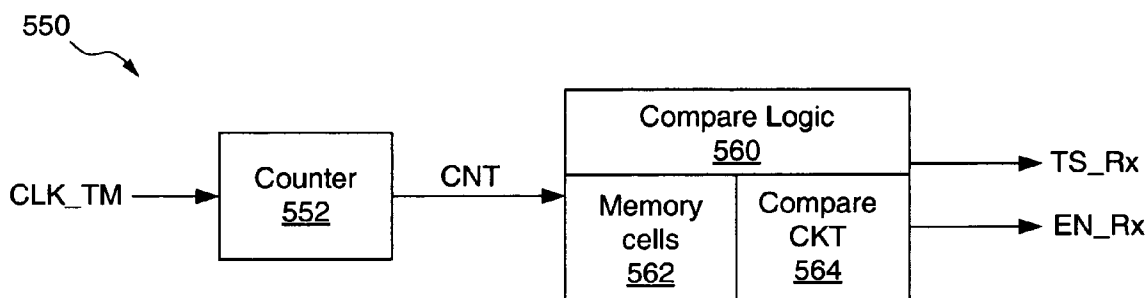 550
CLK_TM
Counter
552
CNT
Compare Logic
560
Memory
cells
562
Compare
CKT
564
TS_Rx
EN_Rx